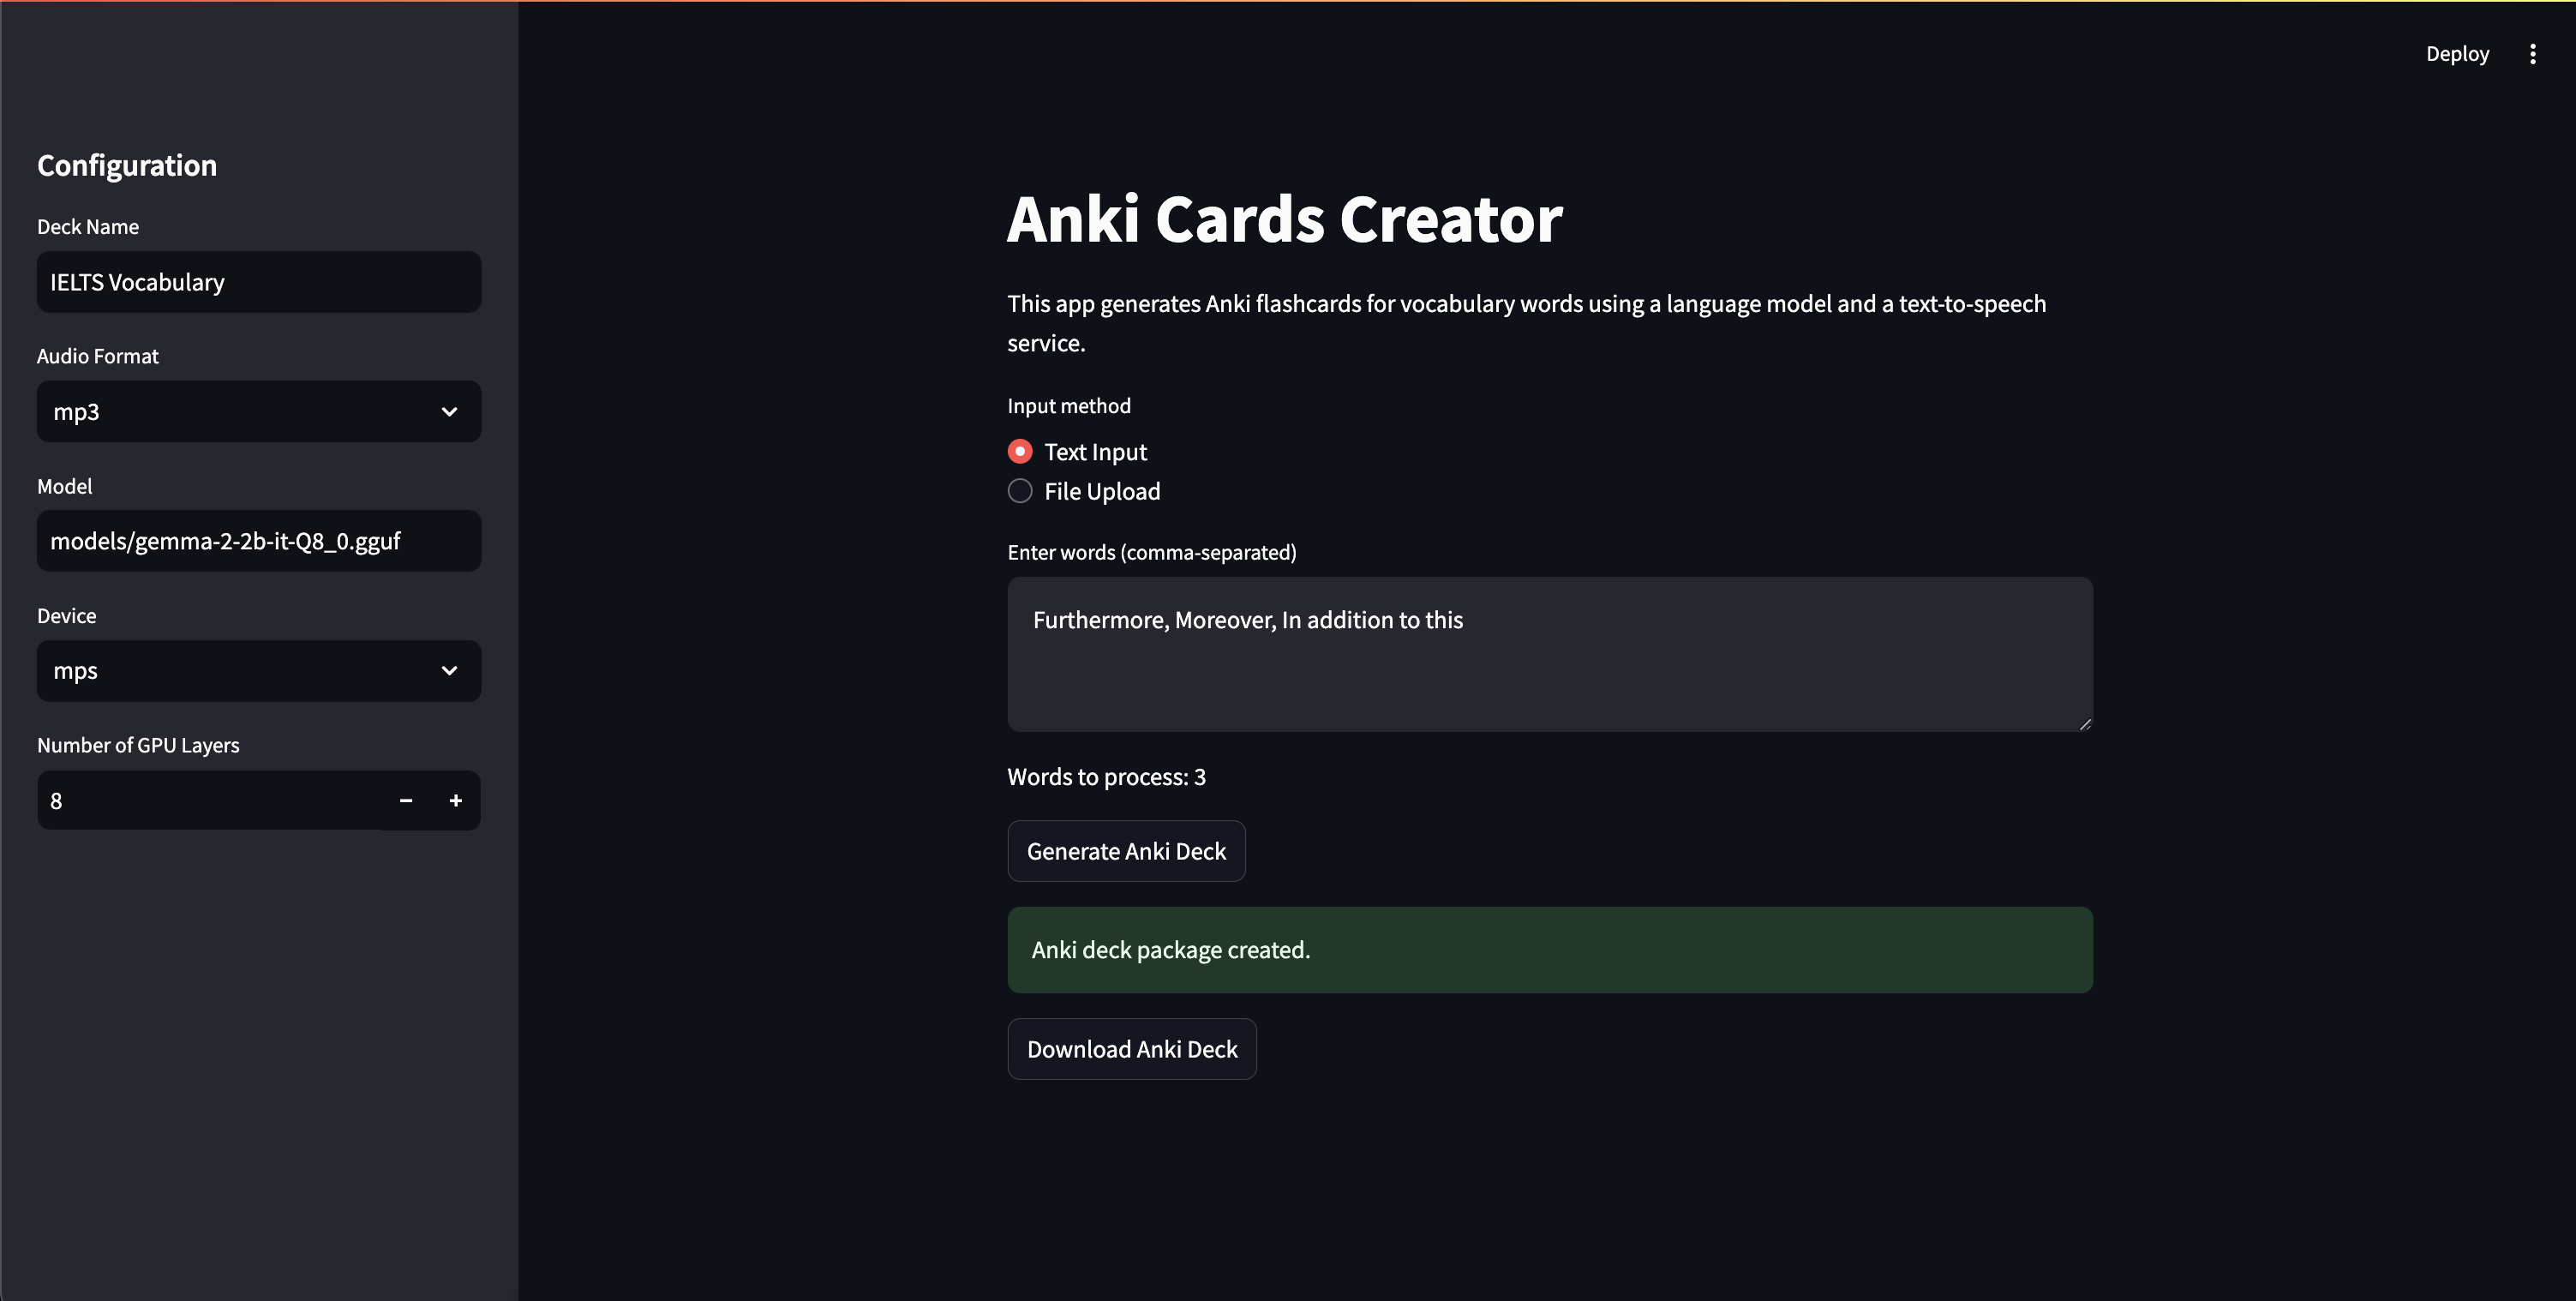 Deploy
Configuration
Deck Name
IELTS Vocabulary
Audio Format
mp3
Model
models/gemma-2-2b-it-Q8_0.gguf
Device
mps
Number of GPU Layers
8
Anki Cards Creator
This app generates Anki flashcards for vocabulary words using a language model and a text-to-speech
service.
Input method
Text Input
File Upload
Enter words (comma-separated)
Furthermore, Moreover, In addition to this
Words to process: 3
Generate Anki Deck
Anki deck package created.
Download Anki Deck